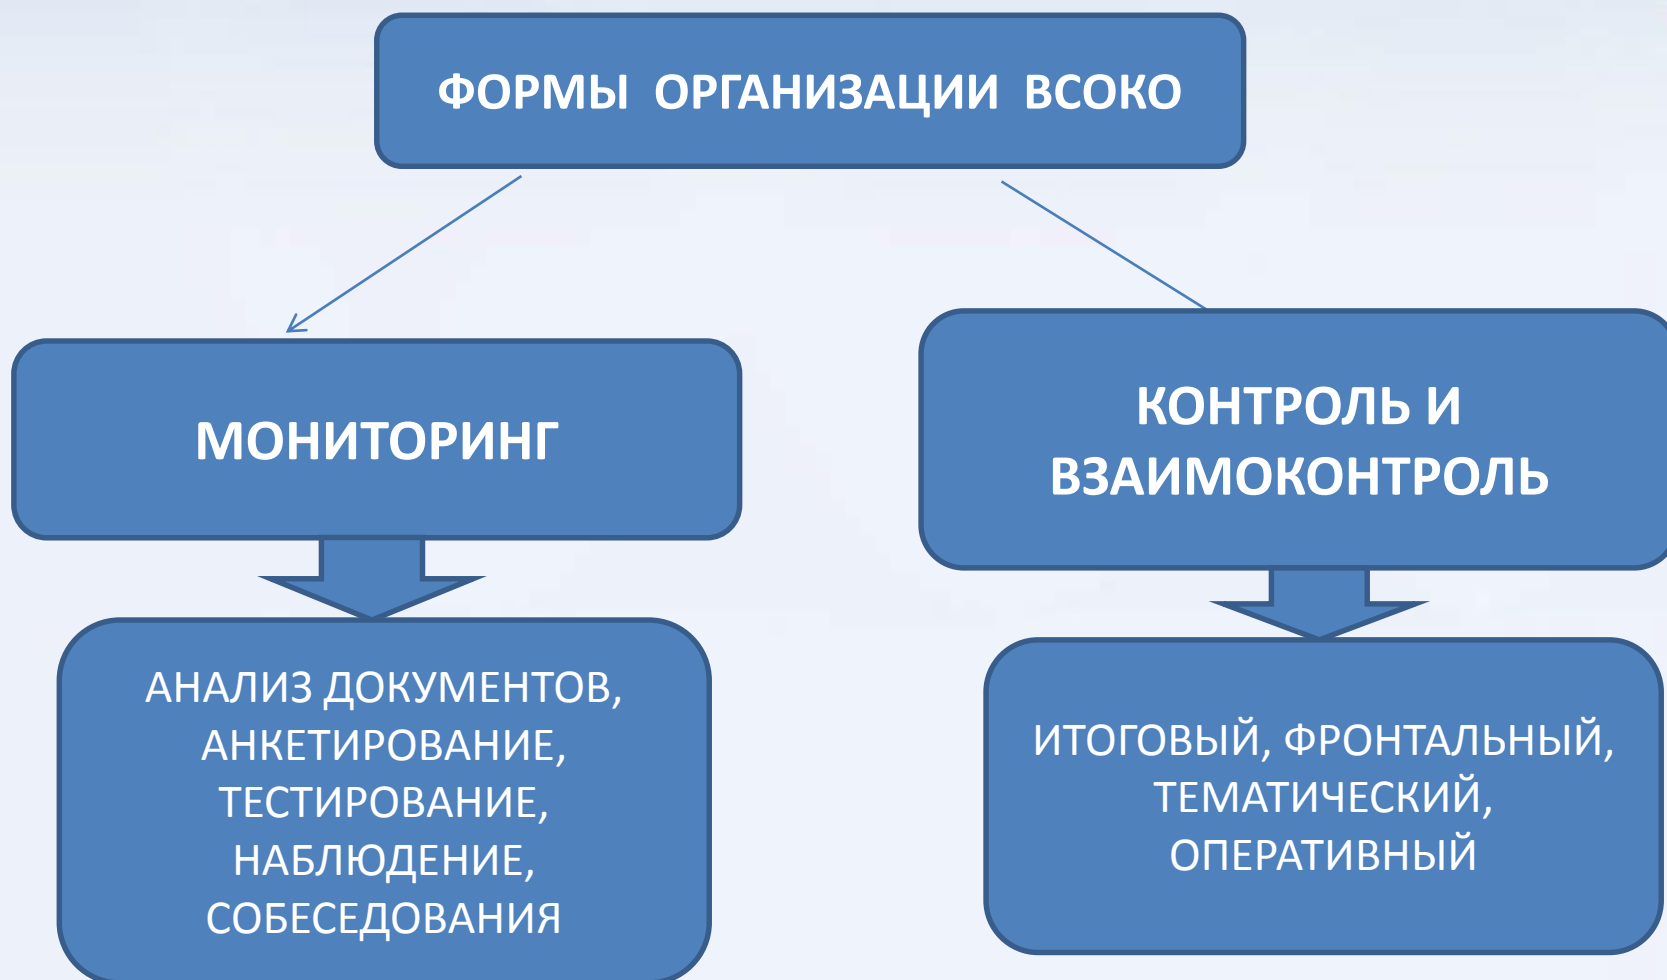 ФОРМЫ ОРГАНИЗАЦИИ ВСОКО
МОНИТОРИНГ
КОНТРОЛЬ И
ВЗАИМОКОНТРОЛЬ
АНАЛИЗ ДОКУМЕНТОВ,
АНКЕТИРОВАНИЕ,
ТЕСТИРОВАНИЕ,
НАБЛЮДЕНИЕ,
СОБЕСЕДОВАНИЯ
ИТОГОВЫЙ, ФРОНТАЛЬНЫЙ,
ТЕМАТИЧЕСКИЙ,
ОПЕРАТИВНЫЙ